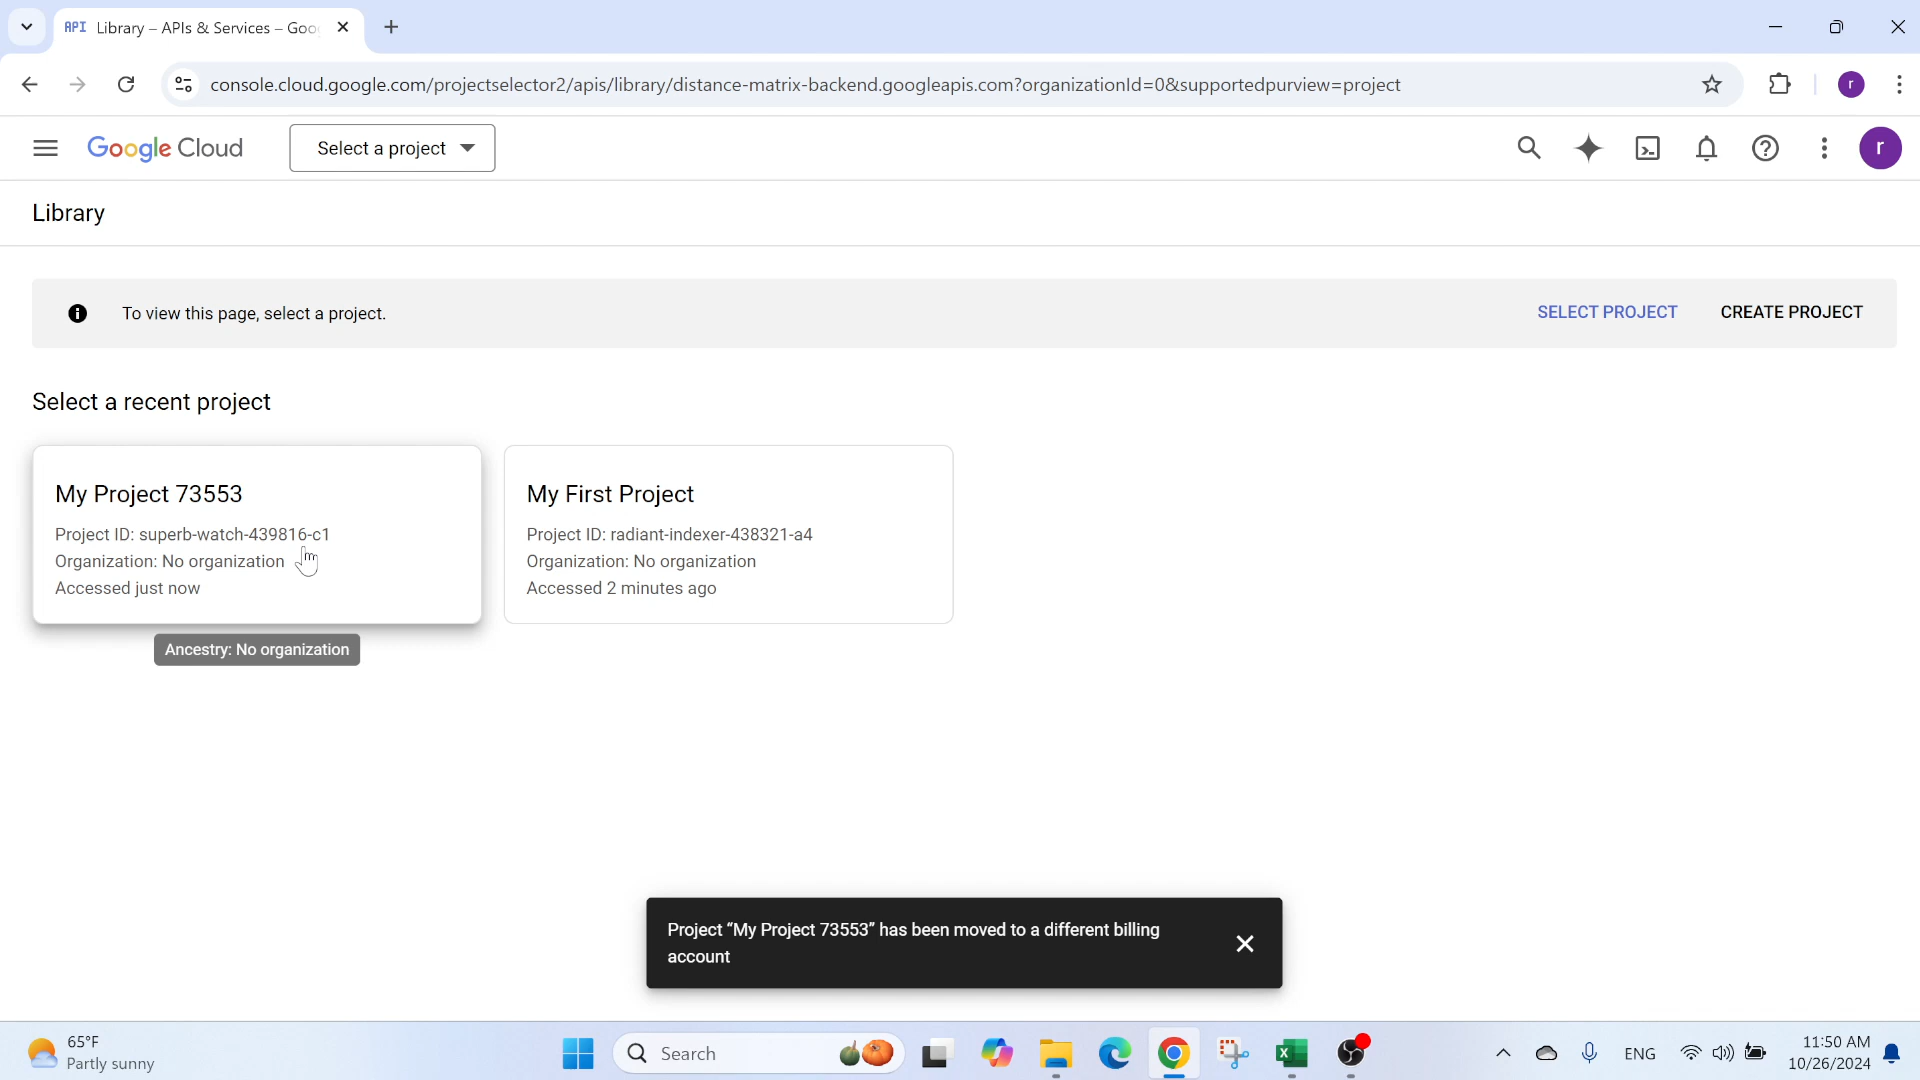 API Library – APIs & Services – Goo
console.cloud.google.com/projectselector2/apis/library/distance-matrix-backend.googleapis.com?organizationId=0&supportedpurview=project
r
Google Cloud
Select a project
r
Library
To view this page, select a project.
SELECT PROJECT
CREATE PROJECT
Select a recent project
My Project 73553
Project ID: superb-watch-439816-c1
Organization: No organization
Accessed just now
My First Project
Project ID: radiant-indexer-438321-a4
Organization: No organization
Accessed 2 minutes ago
Ancestry: No organization
Project “My Project 73553” has been moved to a different billing
account
65°F
Partly sunny
Search
ENG
11:50 AM
10/26/2024